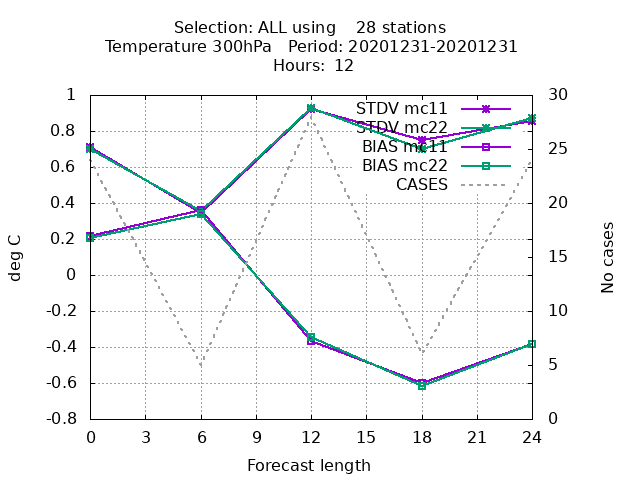 Selection: ALL using    28 stations
Temperature 300hPa   Period: 20201231-20201231
Hours:  12
1
0.8
0.6
0.4
0.2
0
-0.2
-0.4
-0.6
-0.8
deg C
STDV mc11
STDV mc22
BIAS mc11
BIAS mc22
CASES
30
25
20
15
10
5
0
No cases
0 3 6 9 12 15 18 21 24
Forecast length